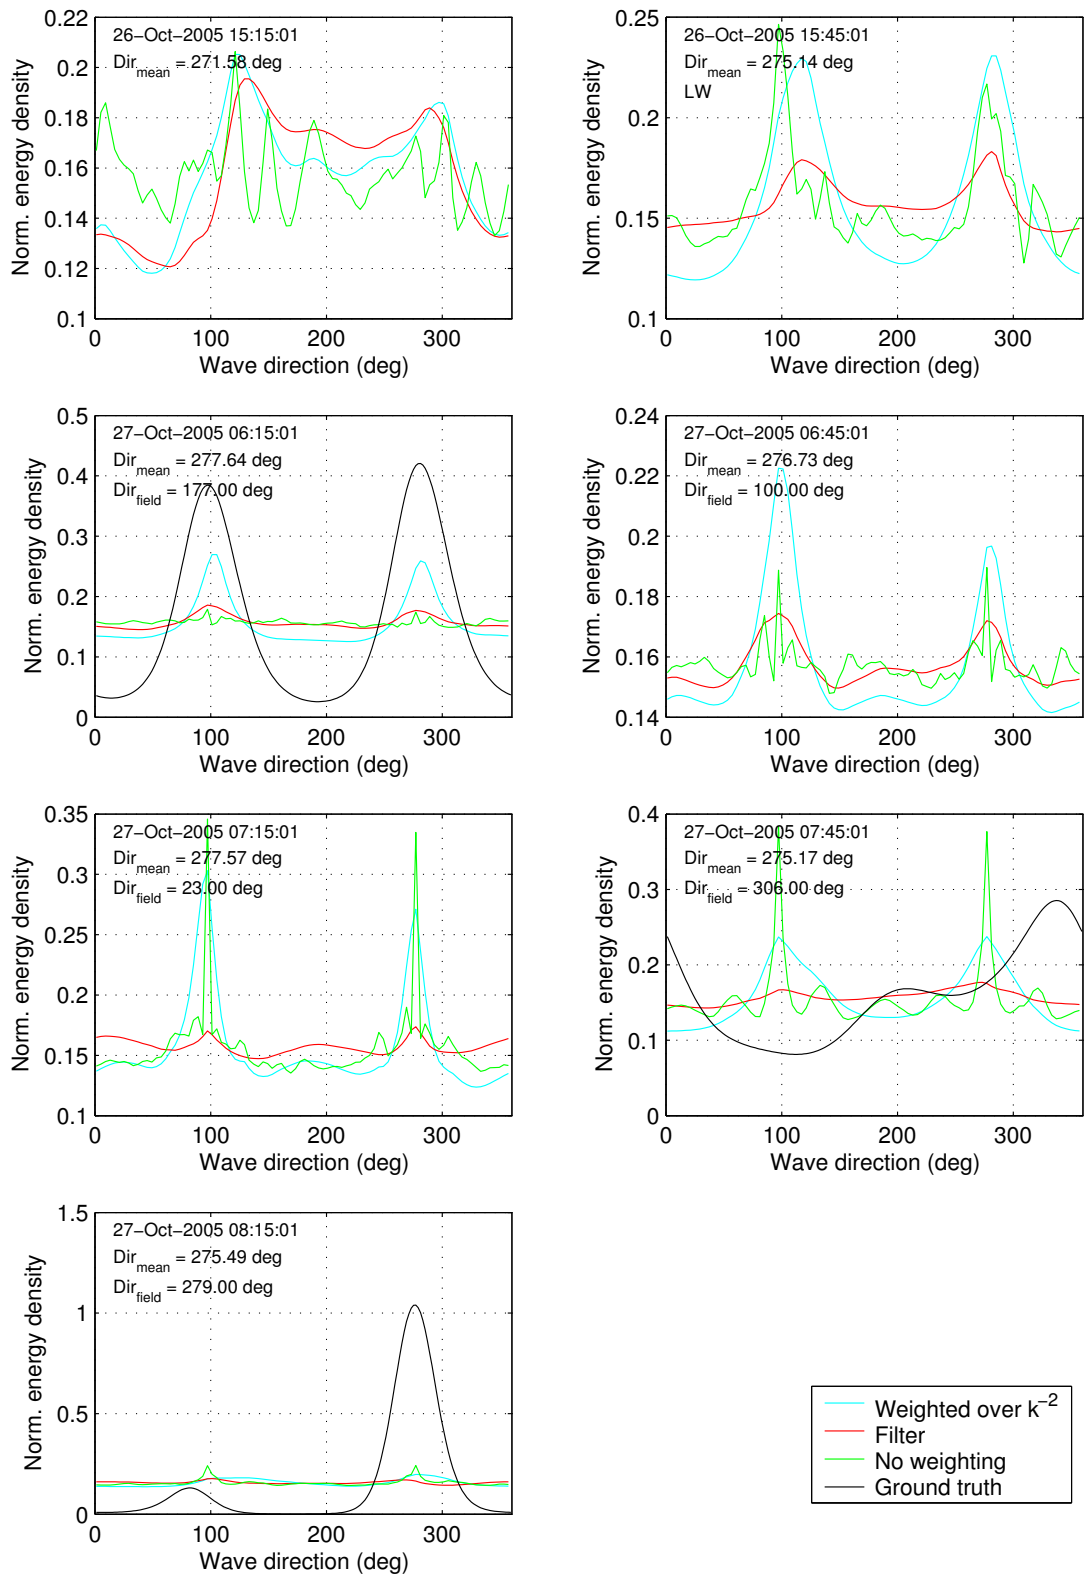 26-Oct-2005 15:15:01
Dir_mean = 271.58 deg
Norm. energy density
0.22
0.2
0.18
0.16
0.14
0.12
0.1
0 100 200 300
Wave direction (deg)
26-Oct-2005 15:45:01
Dir_mean = 275.14 deg
LW
Norm. energy density
0.25
0.2
0.15
0.1
0 100 200 300
Wave direction (deg)
27-Oct-2005 06:15:01
Dir_mean = 277.64 deg
Dir_field = 177.00 deg
Norm. energy density
0.5
0.4
0.3
0.2
0.1
0
0 100 200 300
Wave direction (deg)
27-Oct-2005 06:45:01
Dir_mean = 276.73 deg
Dir_field = 100.00 deg
Norm. energy density
0.24
0.22
0.2
0.18
0.16
0.14
0 100 200 300
Wave direction (deg)
27-Oct-2005 07:15:01
Dir_mean = 277.57 deg
Dir_field = 23.00 deg
Norm. energy density
0.35
0.3
0.25
0.2
0.15
0.1
0 100 200 300
Wave direction (deg)
27-Oct-2005 07:45:01
Dir_mean = 275.17 deg
Dir_field = 306.00 deg
Norm. energy density
0.4
0.3
0.2
0.1
0
0 100 200 300
Wave direction (deg)
27-Oct-2005 08:15:01
Dir_mean = 275.49 deg
Dir_field = 279.00 deg
Norm. energy density
1.5
1
0.5
0
0 100 200 300
Wave direction (deg)
Weighted over k^-2
Filter
No weighting
Ground truth